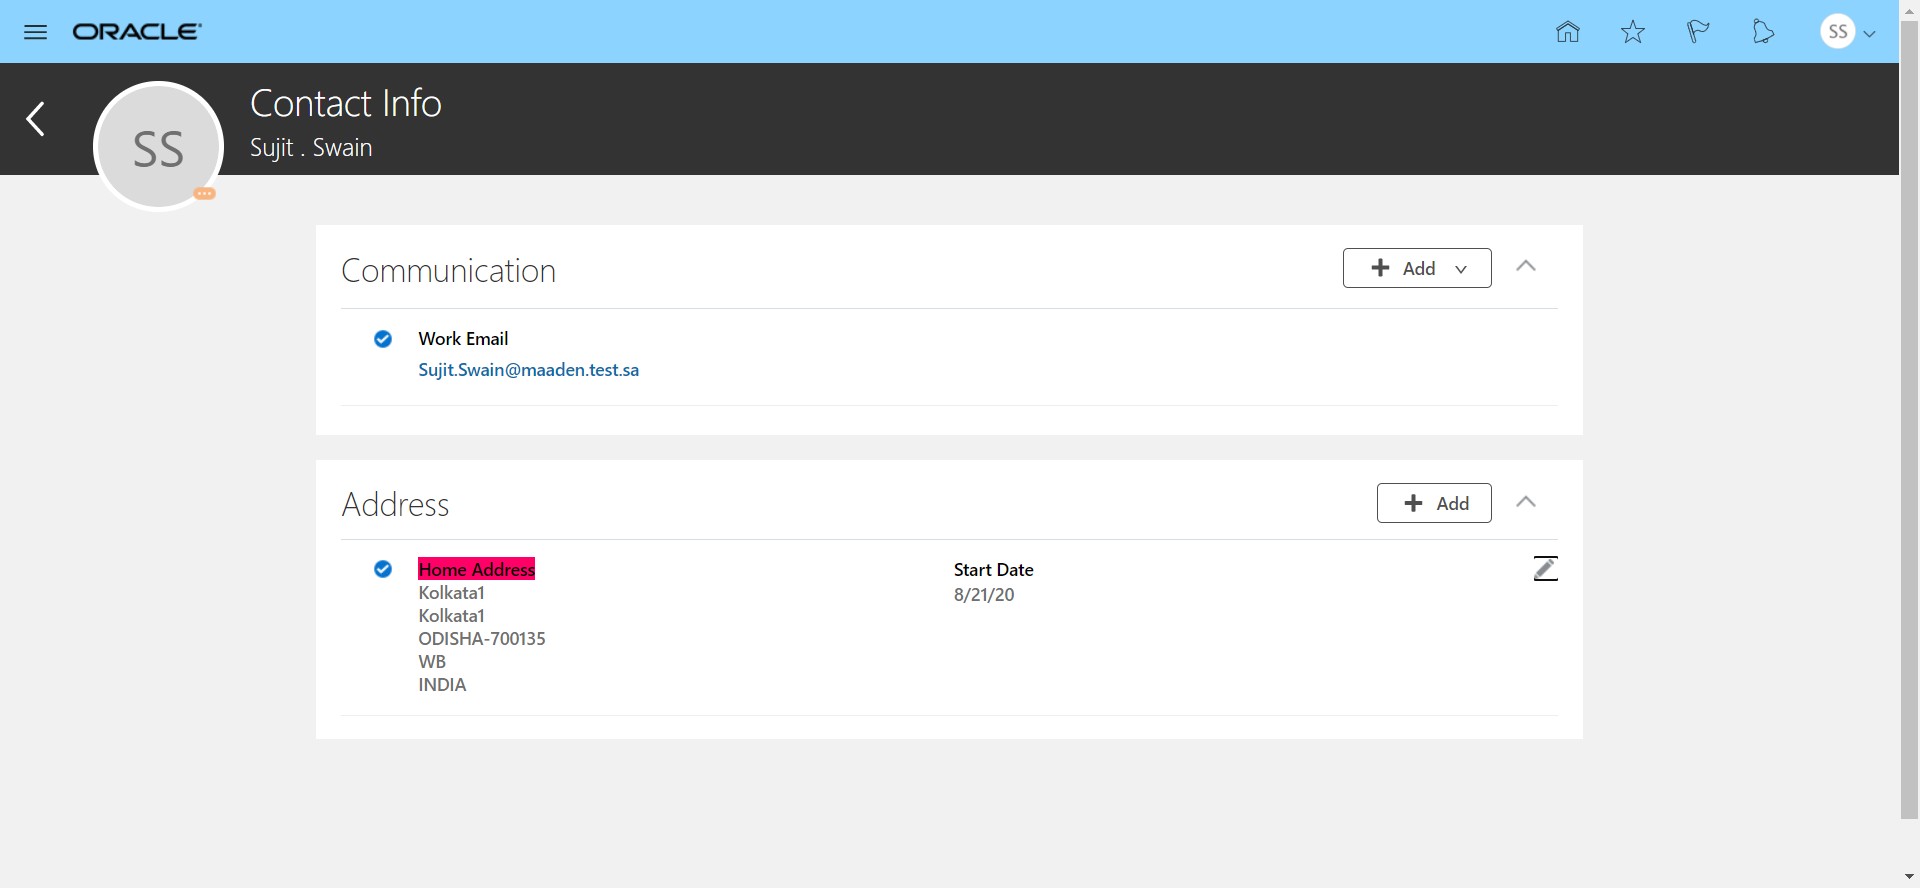 ORACLE
SS
SS
Contact Info
Sujit . Swain
Communication
Add
Work Email
Sujit.Swain@maaden.test.sa
Address
Add
Home Address
Start Date
Kolkata1
8/21/20
Kolkata1
ODISHA-700135
WB
INDIA